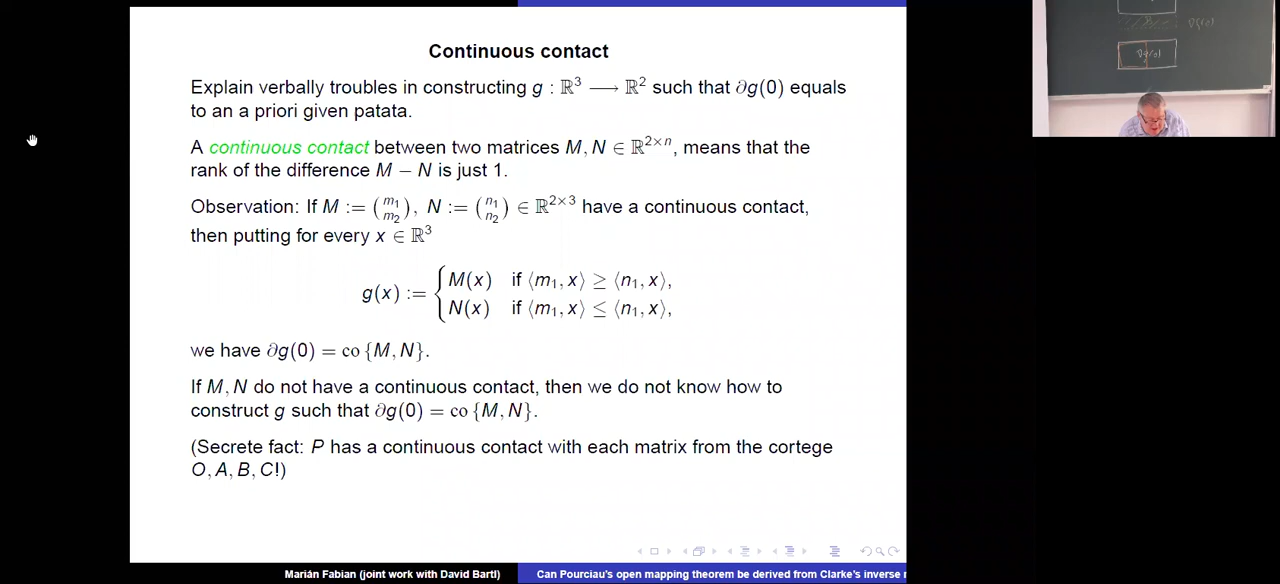 Continuous contact
Explain verbally troubles in constructing g : ℝ³ ⟶ ℝ² such that ∂g(0) equals
to an a priori given patata.
A continuous contact between two matrices M, N ∈ ℝ²ˣⁿ, means that the
rank of the difference M − N is just 1.
Observation: If M := (m₁ m₂), N := (n₁ n₂) ∈ ℝ²ˣ³ have a continuous contact,
then putting for every x ∈ ℝ³
g(x) := { M(x) if ⟨m₁, x⟩ ≥ ⟨n₁, x⟩,
N(x) if ⟨m₁, x⟩ ≤ ⟨n₁, x⟩,
we have ∂g(0) = co {M, N}.
If M, N do not have a continuous contact, then we do not know how to
construct g such that ∂g(0) = co {M, N}.
(Secrete fact: P has a continuous contact with each matrix from the cortege
O, A, B, C!)
Marián Fabian (joint work with David Bartl) Can Pourciau's open mapping theorem be derived from Clarke's inverse